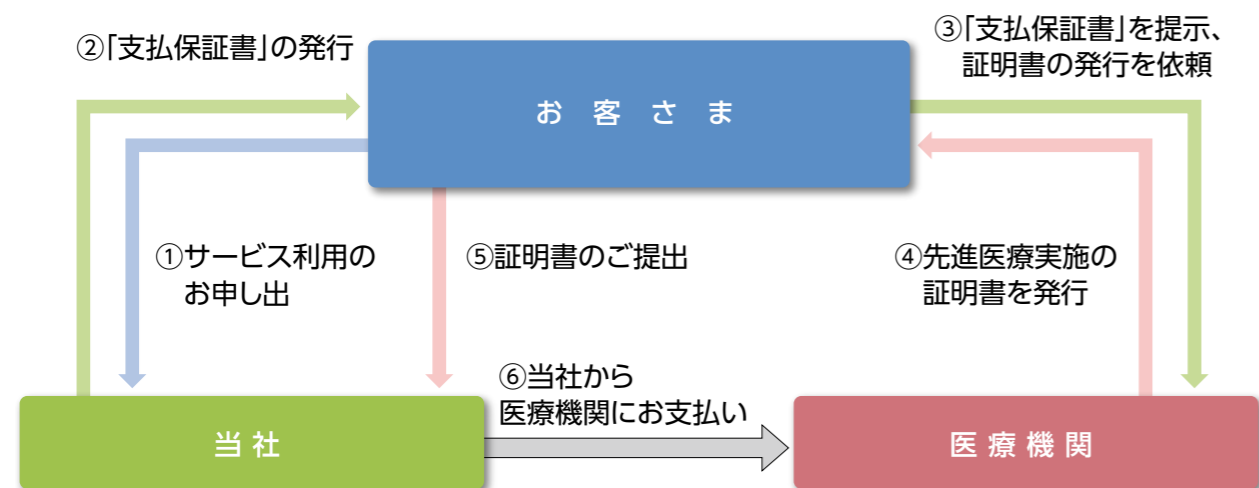 ②「支払保証書」の発行
お客さま
③「支払保証書」を提示、
証明書の発行を依頼
①サービス利用の
お申し出
⑤証明書のご提出
④先進医療実施の
証明書を発行
⑥当社から
医療機関にお支払い
当社
医療機関